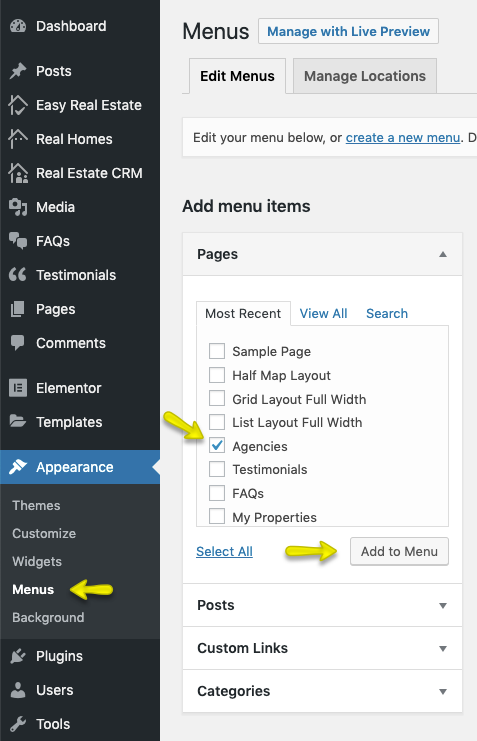 Dashboard
Posts
Easy Real Estate
Real Homes
Real Estate CRM
Media
FAQs
Testimonials
Pages
Comments
Elementor
Templates
Appearance
Themes
Customize
Widgets
Menus
Background
Plugins
Users
Tools
Menus Manage with Live Preview
Edit Menus Manage Locations
Edit your menu below, or create a new menu. D
Add menu items
Pages
Most Recent View All Search
Sample Page
Half Map Layout
Grid Layout Full Width
List Layout Full Width
Agencies
Testimonials
FAQs
My Properties
Select All Add to Menu
Posts
Custom Links
Categories